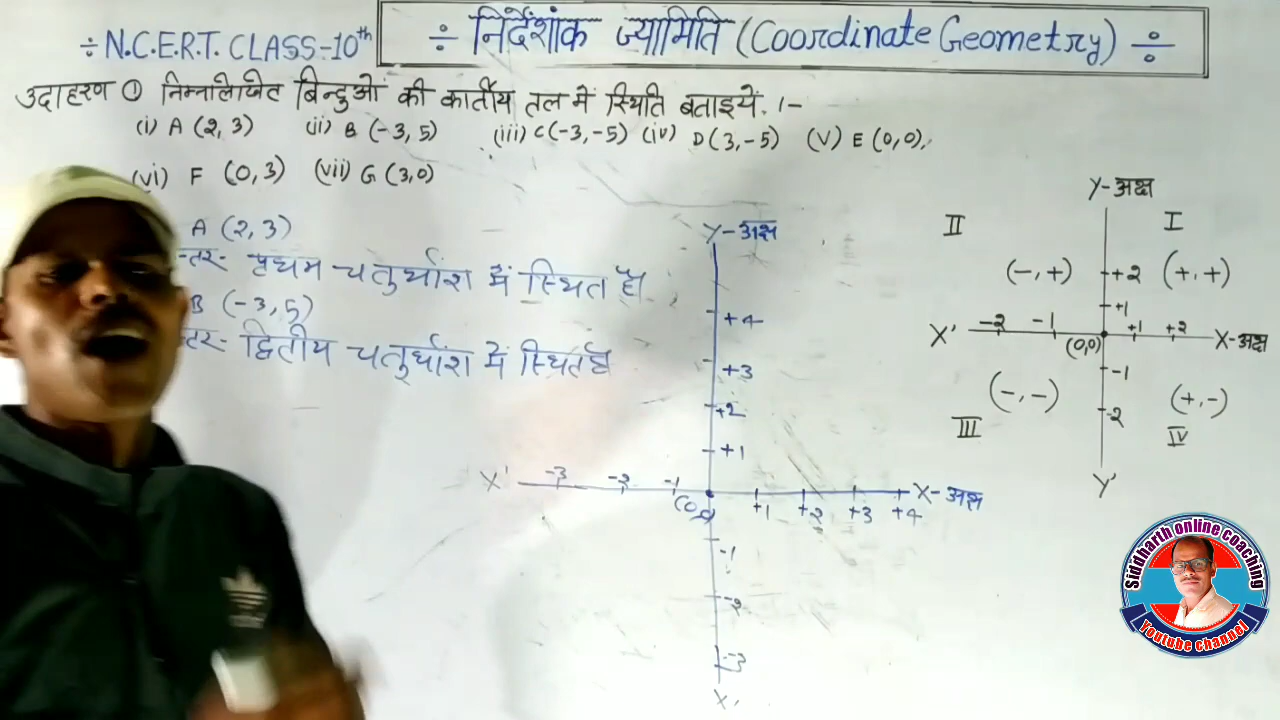 ÷ N.C.E.R.T. CLASS-10th
÷ निर्देशांक ज्यामिति (Coordinate Geometry) ÷
उदाहरण ① निम्नलिखित बिन्दुओं की कार्तीय तल में स्थिति बताइयें :-
(i) A (2, 3) (ii) B (-3, 5) (iii) C (-3, -5) (iv) D (3, -5) (V) E (0, 0),
(vi) F (0, 3) (vii) G (3, 0)
A (2, 3)
प्रथम चतुर्थांश में स्थित है
B (-3, 5)
द्वितीय चतुर्थांश में स्थित है
Y-अक्ष
+4
+3
+2
+1
X' -3 -2 -1 (0,0) +1 +2 +3 +4 X-अक्ष
-1
-2
-3
X'
Y-अक्ष
II I
(-, +) +2 (+, +)
+1
X' -2 -1 (0,0) +1 +2 X-अक्ष
-1
(-, -) -2 (+, -)
III IV
Y'
Siddharth online coaching
Youtube channel